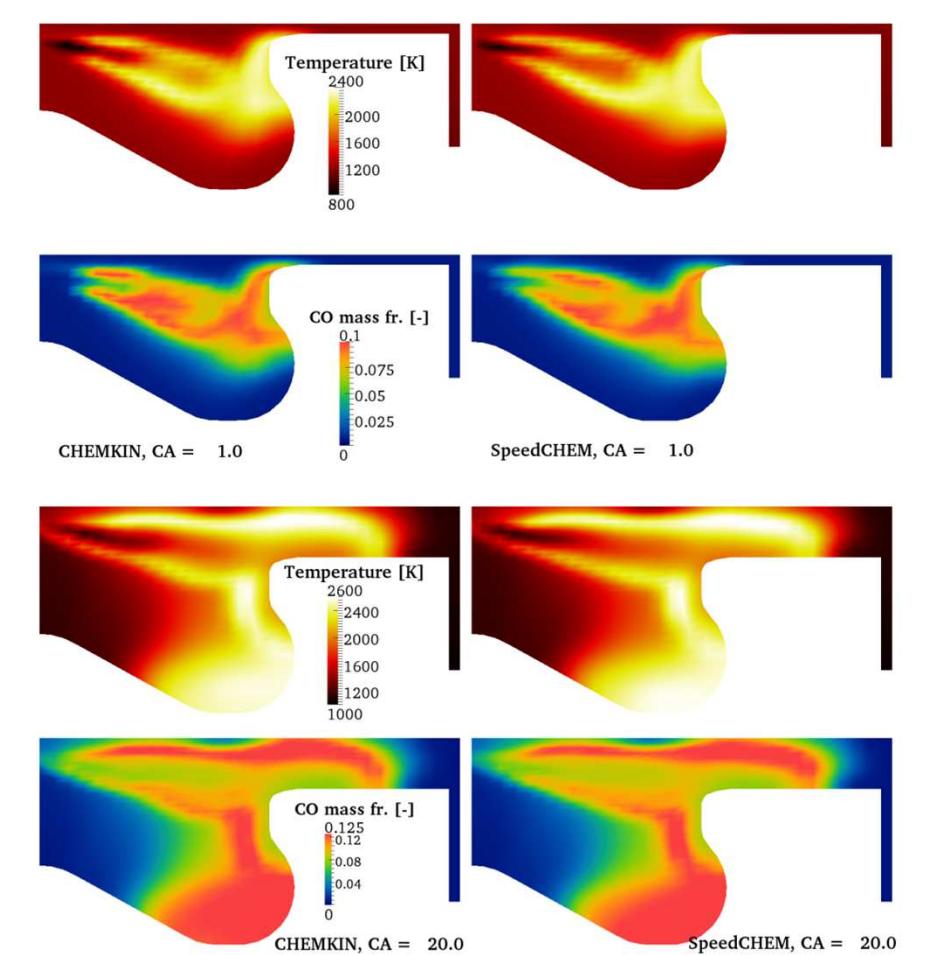 Temperature [K]
2400
2000
1600
1200
800
CO mass fr. [-]
0.1
0.075
0.05
0.025
0
CHEMKIN, CA = 1.0
SpeedCHEM, CA = 1.0
Temperature [K]
2600
2400
2000
1600
1200
1000
CO mass fr. [-]
0.125
0.12
0.08
0.04
0
CHEMKIN, CA = 20.0
SpeedCHEM, CA = 20.0